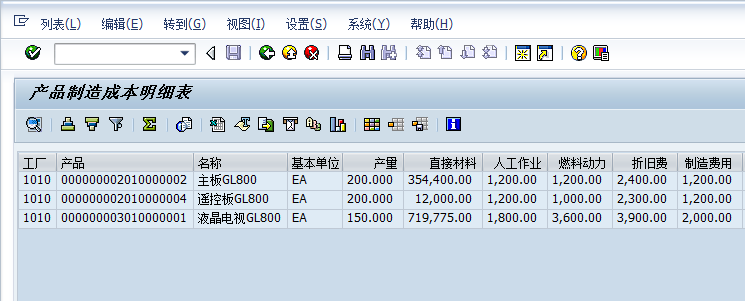 列表(L) 编辑(E) 转到(G) 视图(I) 设置(S) 系统(Y) 帮助(H)
产品制造成本明细表
工厂 产品 名称 基本单位 产量 直接材料 人工作业 燃料动力 折旧费 制造费用
1010 000000002010000002 主板GL800 EA 200.000 354,400.00 1,200.00 1,200.00 2,400.00 1,200.00
1010 000000002010000004 遥控板GL800 EA 200.000 12,000.00 1,200.00 1,000.00 2,300.00 1,200.00
1010 000000003010000001 液晶电视GL800 EA 150.000 719,775.00 1,800.00 3,600.00 3,900.00 2,000.00